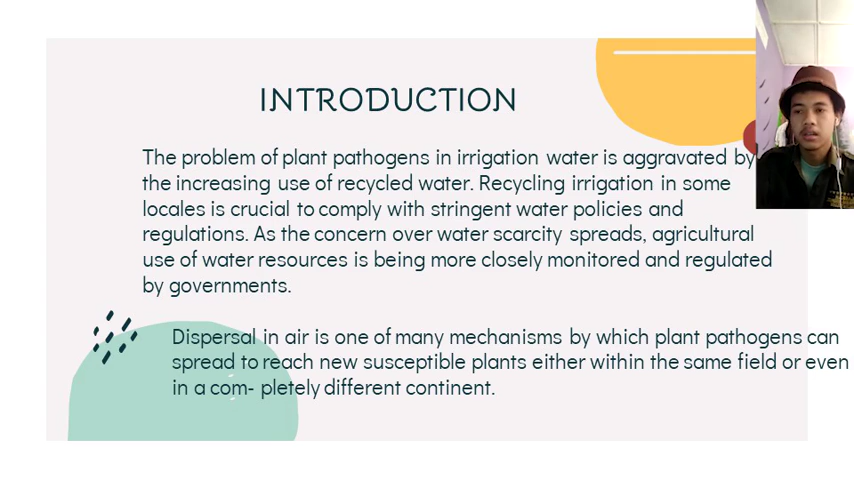 INTRODUCTION
The problem of plant pathogens in irrigation water is aggravated by
the increasing use of recycled water. Recycling irrigation in some
locales is crucial to comply with stringent water policies and
regulations. As the concern over water scarcity spreads, agricultural
use of water resources is being more closely monitored and regulated
by governments.
Dispersal in air is one of many mechanisms by which plant pathogens can
spread to reach new susceptible plants either within the same field or even
in a com- pletely different continent.